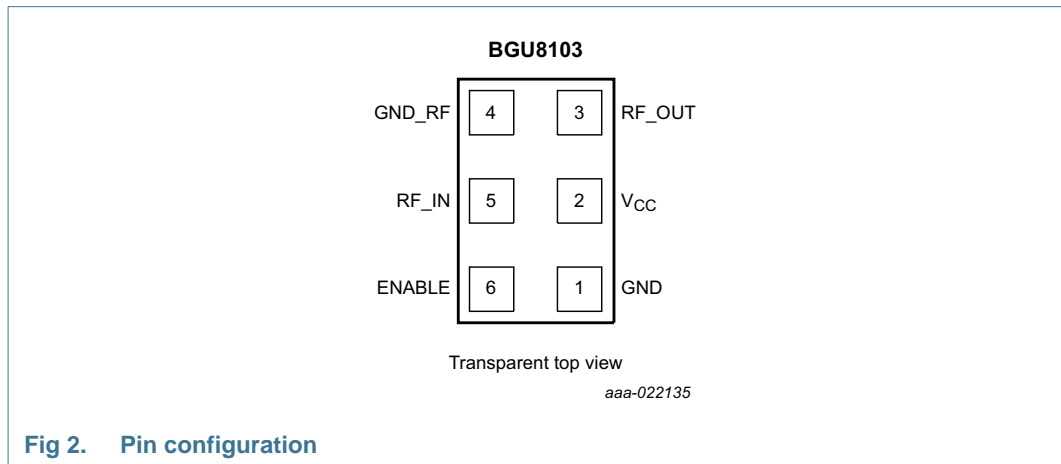 BGU8103
GND_RF 4 3 RF_OUT
RF_IN 5 2 VCC
ENABLE 6 1 GND
Transparent top view
aaa-022135
Fig 2. Pin configuration